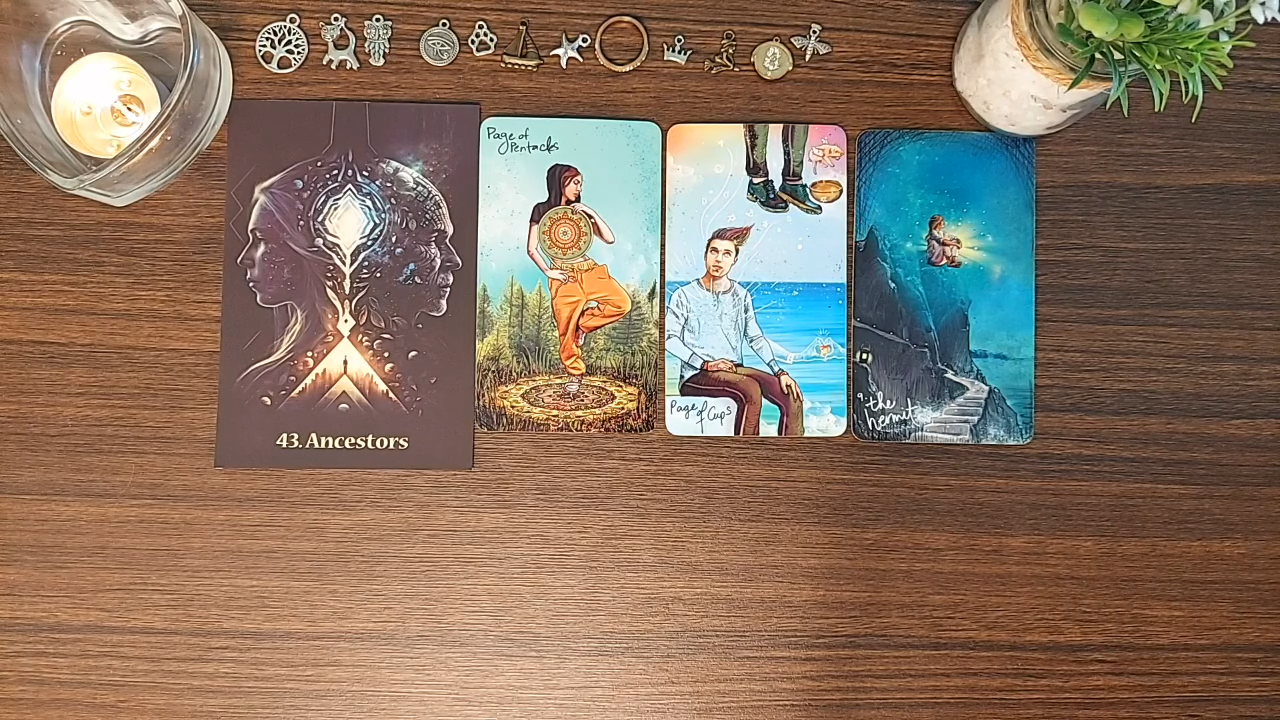 43. Ancestors
Page of
Pentacles
Page of
Cups
9. the
hermit